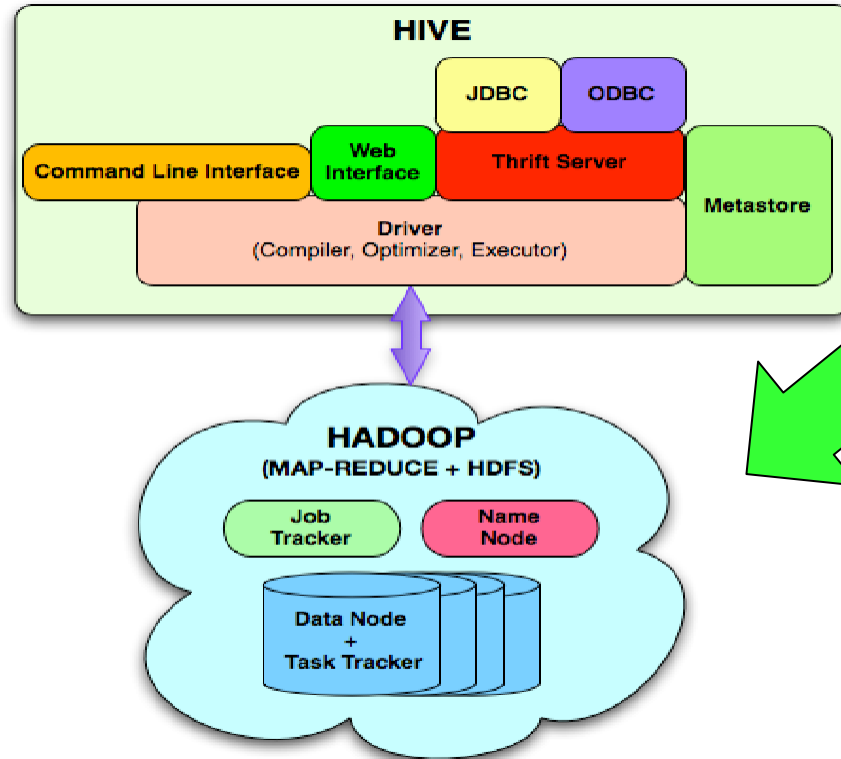 HIVE
JDBC
ODBC
Command Line Interface
Web
Interface
Thrift Server
Metastore
Driver
(Compiler, Optimizer, Executor)
HADOOP
(MAP-REDUCE + HDFS)
Job
Tracker
Name
Node
Data Node
+
Task Tracker